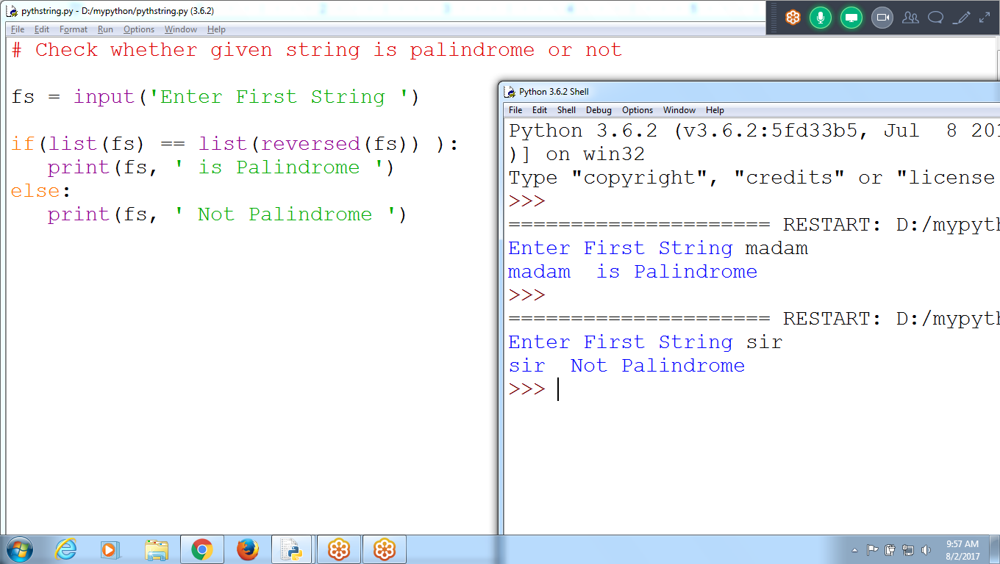 pythstring.py - D:/mypython/pythstring.py (3.6.2)
File Edit Format Run Options Window Help
# Check whether given string is palindrome or not
fs = input('Enter First String ')
if(list(fs) == list(reversed(fs)) ):
   print(fs, ' is Palindrome ')
else:
   print(fs, ' Not Palindrome ')
Python 3.6.2 Shell
File Edit Shell Debug Options Window Help
Python 3.6.2 (v3.6.2:5fd33b5, Jul  8 201
)] on win32
Type "copyright", "credits" or "license
>>>
===================== RESTART: D:/mypyth
Enter First String madam
madam  is Palindrome
>>>
===================== RESTART: D:/mypyth
Enter First String sir
sir  Not Palindrome
>>>
9:57 AM
8/2/2017